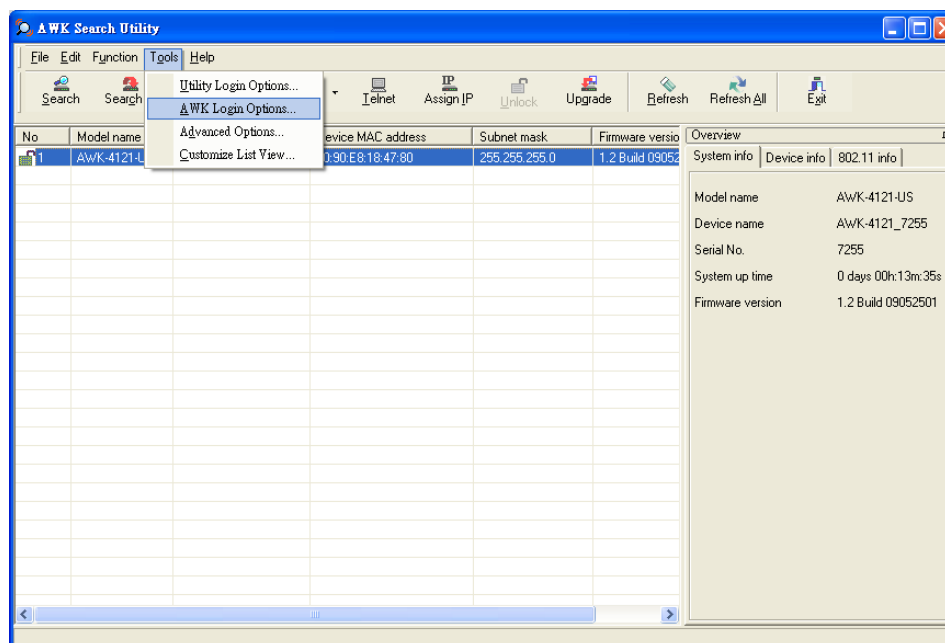 AWK Search Utility
File Edit Function Tools Help
Search Search Telnet IP Assign IP Unlock Upgrade Refresh Refresh All Exit
Utility Login Options...
AWK Login Options...
Advanced Options...
Customize List View...
No Model name evice MAC address Subnet mask Firmware versio
1 AWK-4121-U 0:90:E8:18:47:80 255.255.255.0 1.2 Build 09052
Overview
System info Device info 802.11 info
Model name AWK-4121-US
Device name AWK-4121_7255
Serial No. 7255
System up time 0 days 00h:13m:35s
Firmware version 1.2 Build 09052501